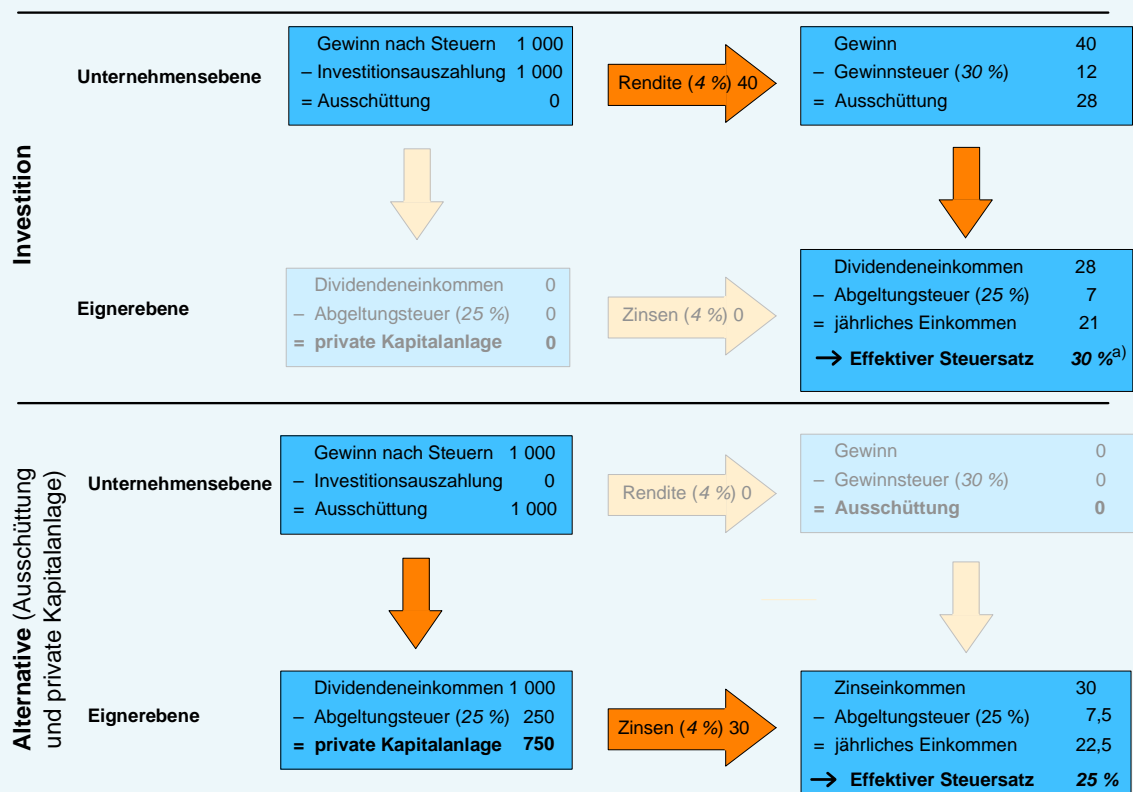 Investition
Unternehmensebene
Gewinn nach Steuern 1 000
– Investitionsauszahlung 1 000
= Ausschüttung 0
Rendite (4 %) 40
Gewinn 40
– Gewinnsteuer (30 %) 12
= Ausschüttung 28
Eignerebene
Dividendeneinkommen 0
– Abgeltungsteuer (25 %) 0
= private Kapitalanlage 0
Zinsen (4 %) 0
Dividendeneinkommen 28
– Abgeltungsteuer (25 %) 7
= jährliches Einkommen 21
→ Effektiver Steuersatz 30 %a)
Alternative (Ausschüttung
und private Kapitalanlage)
Unternehmensebene
Gewinn nach Steuern 1 000
– Investitionsauszahlung 0
= Ausschüttung 1 000
Rendite (4 %) 0
Gewinn 0
– Gewinnsteuer (30 %) 0
= Ausschüttung 0
Eignerebene
Dividendeneinkommen 1 000
– Abgeltungsteuer (25 %) 250
= private Kapitalanlage 750
Zinsen (4 %) 30
Zinseinkommen 30
– Abgeltungsteuer (25 %) 7,5
= jährliches Einkommen 22,5
→ Effektiver Steuersatz 25 %